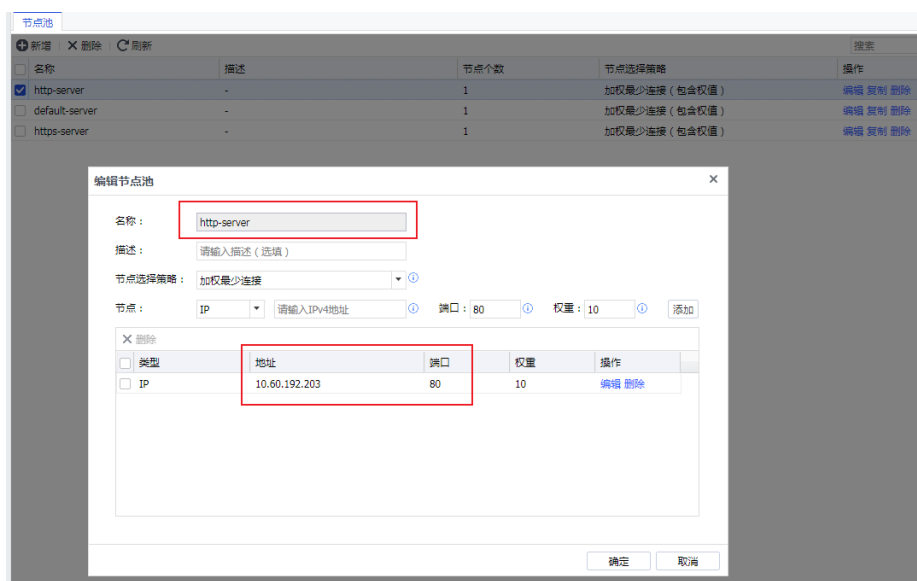 节点池
新增 删除 刷新 搜索
名称 描述 节点个数 节点选择策略 操作
http-server - 1 加权最少连接（包含权值） 编辑 复制 删除
default-server - 1 加权最少连接（包含权值） 编辑 复制 删除
https-server - 1 加权最少连接（包含权值） 编辑 复制 删除
编辑节点池
名称： http-server
描述： 请输入描述（选填）
节点选择策略： 加权最少连接
节点： IP 请输入IPv4地址 端口：80 权重：10 添加
删除
类型 地址 端口 权重 操作
IP 10.60.192.203 80 10 编辑 删除
确定 取消